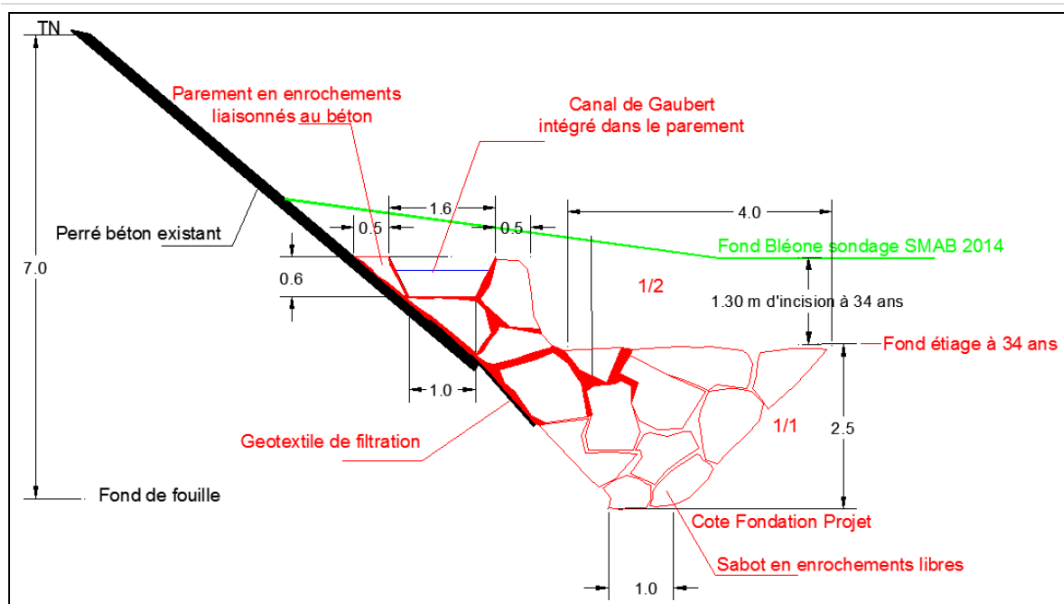 TN
Parement en enrochements
liaisonnés au béton
Canal de Gaubert
intégré dans le parement
1.6
4.0
0.5
0.5
Perré béton existant
Fond Bléone sondage SMAB 2014
7.0
0.6
1/2
1.30 m d'incision à 34 ans
Fond étiage à 34 ans
1.0
1/1
2.5
Geotextile de filtration
Fond de fouille
Cote Fondation Projet
Sabot en enrochements libres
1.0